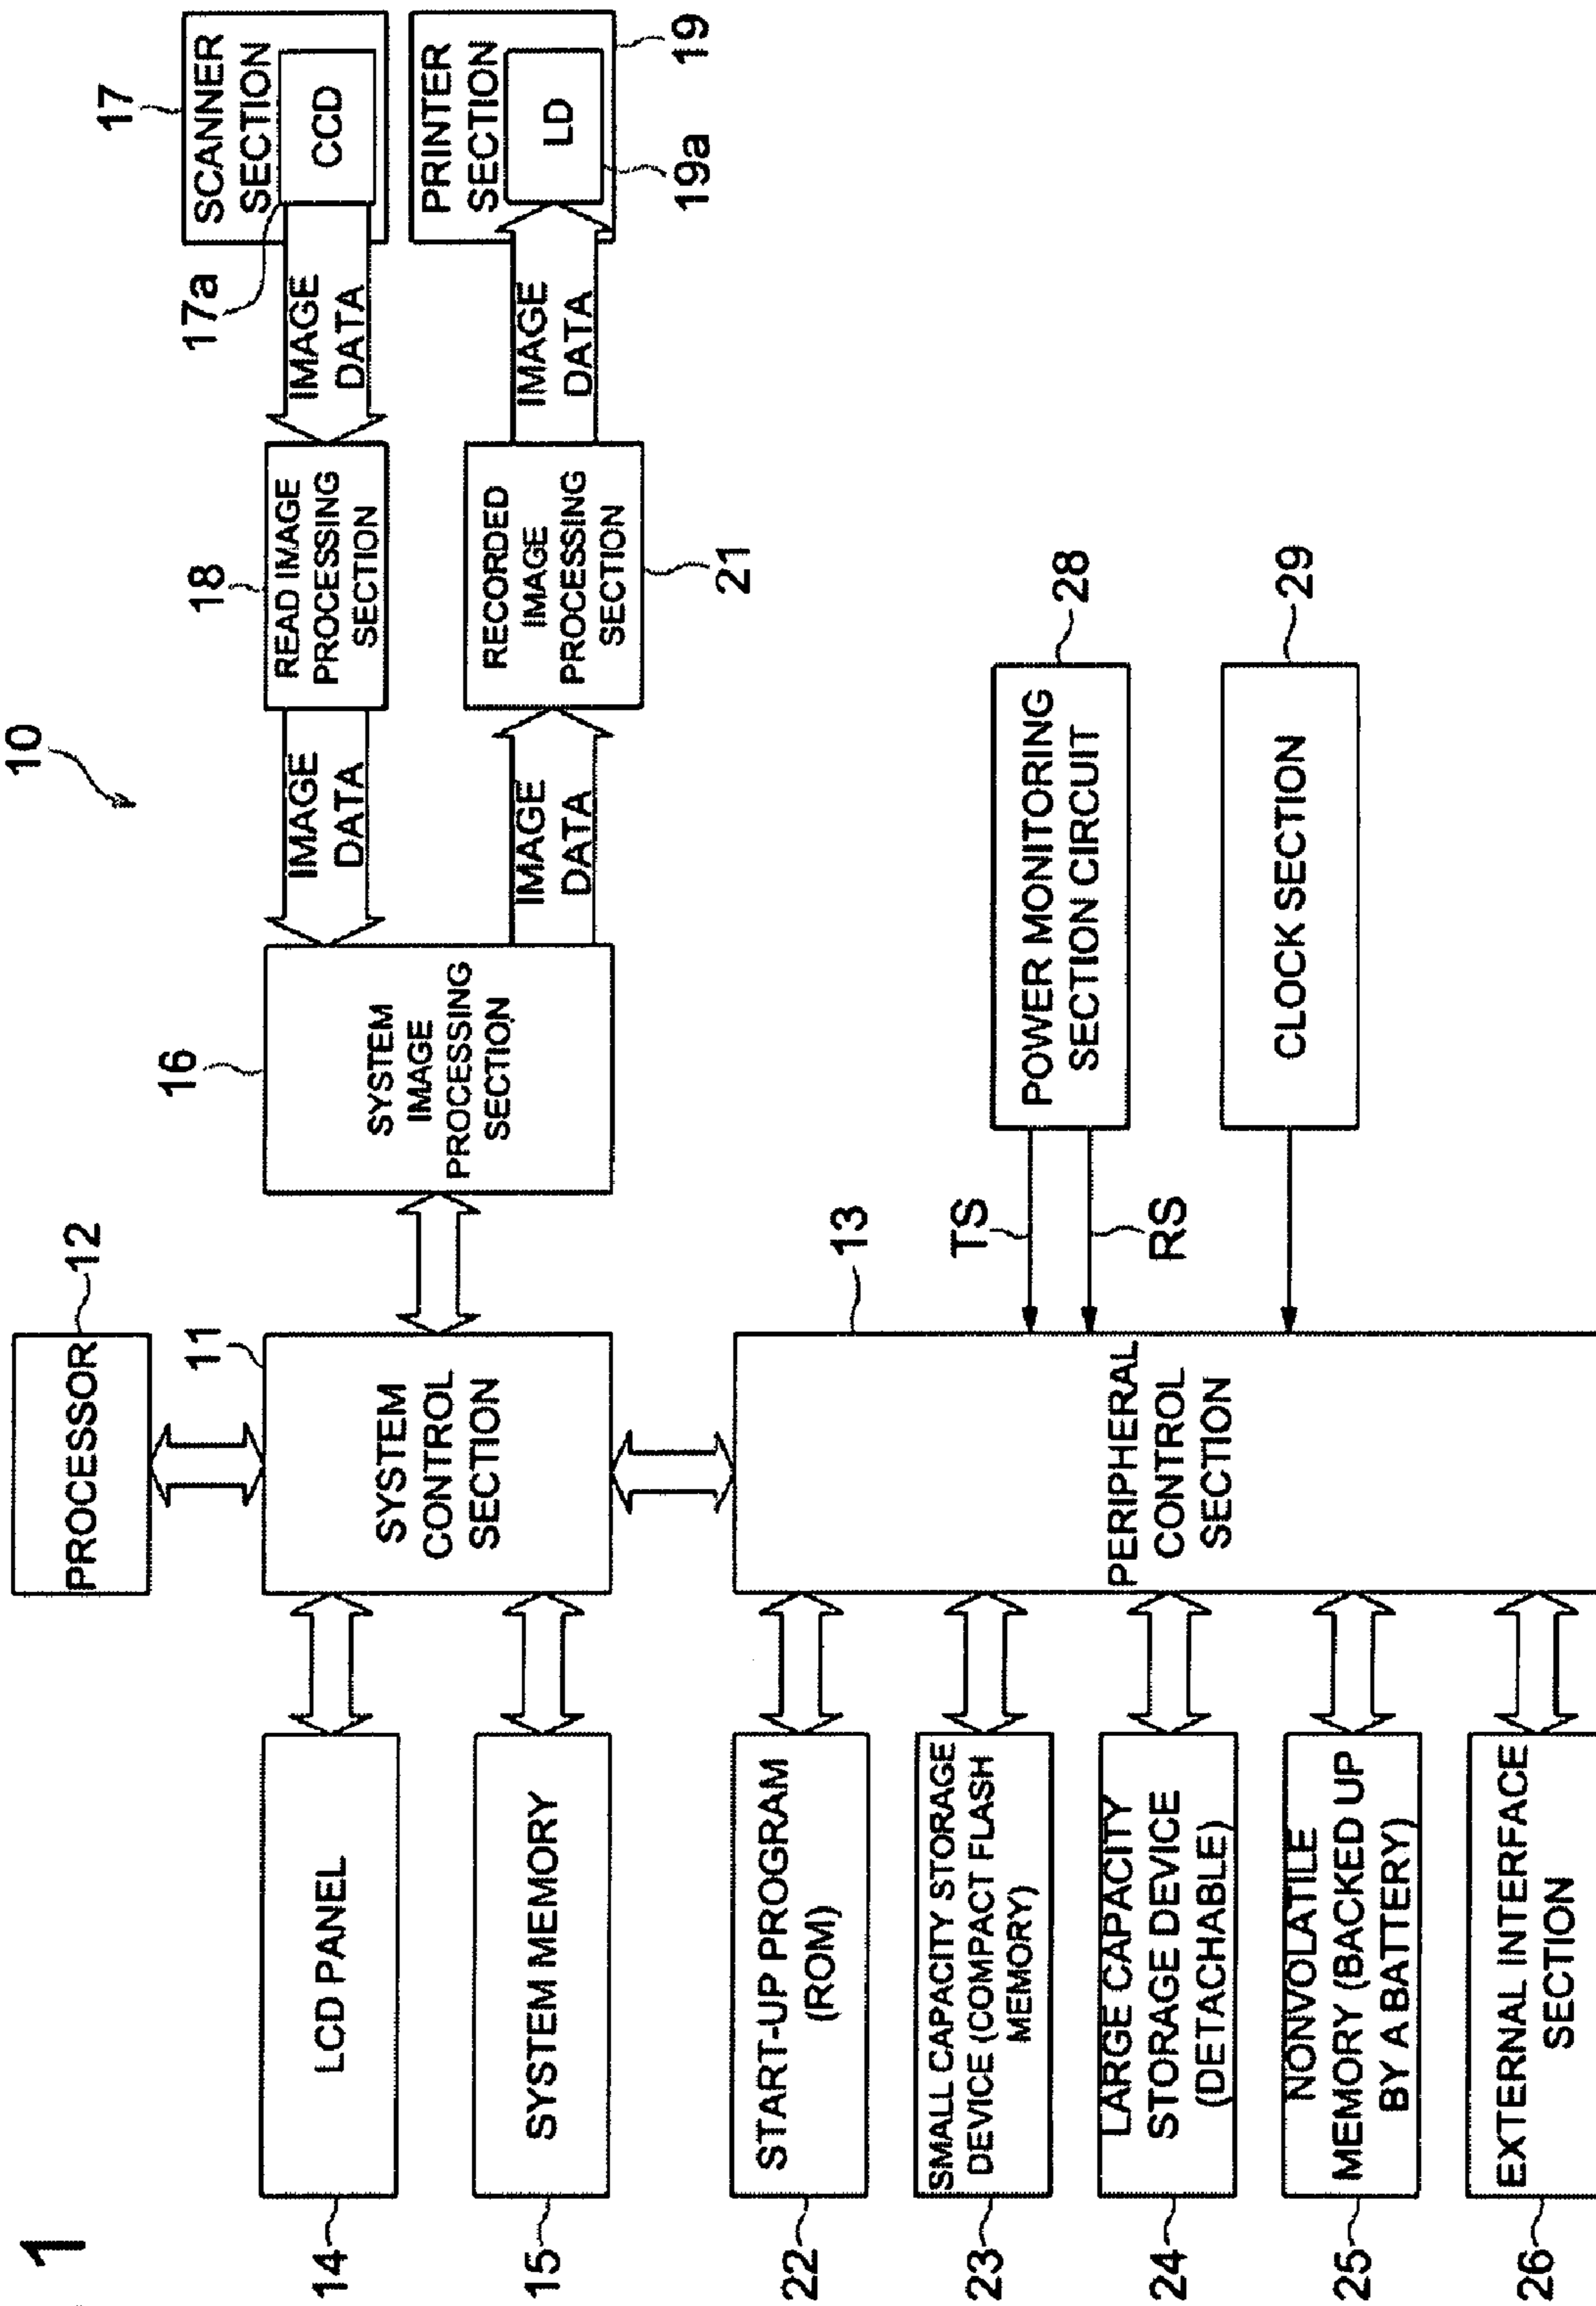 1
10
PROCESSOR
12
LCD PANEL
14
SYSTEM MEMORY
15
SYSTEM
CONTROL
SECTION
11
SYSTEM
IMAGE
PROCESSING
SECTION
16
IMAGE
DATA
READ IMAGE
PROCESSING
SECTION
18
IMAGE
DATA
17a
SCANNER
SECTION
CCD
17
IMAGE
DATA
RECORDED
IMAGE
PROCESSING
SECTION
21
IMAGE
DATA
PRINTER
SECTION
LD
19
19a
START-UP PROGRAM
(ROM)
22
SMALL CAPACITY STORAGE
DEVICE (COMPACT FLASH
MEMORY)
23
LARGE CAPACITY
STORAGE DEVICE
(DETACHABLE)
24
NONVOLATILE
MEMORY (BACKED UP
BY A BATTERY)
25
EXTERNAL INTERFACE
SECTION
26
PERIPHERAL
CONTROL
SECTION
13
TS
RS
POWER MONITORING
SECTION CIRCUIT
28
CLOCK SECTION
29